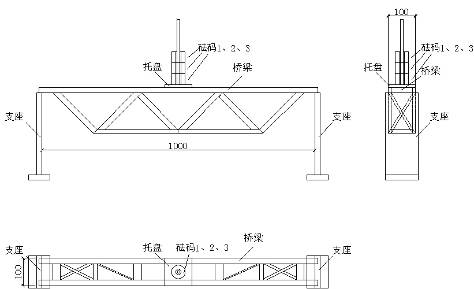 砝码1、2、3
托盘
桥梁
支座
支座
1000
100
砝码1、2、3
托盘
桥梁
支座
支座
托盘
砝码1、2、3
桥梁
支座
100